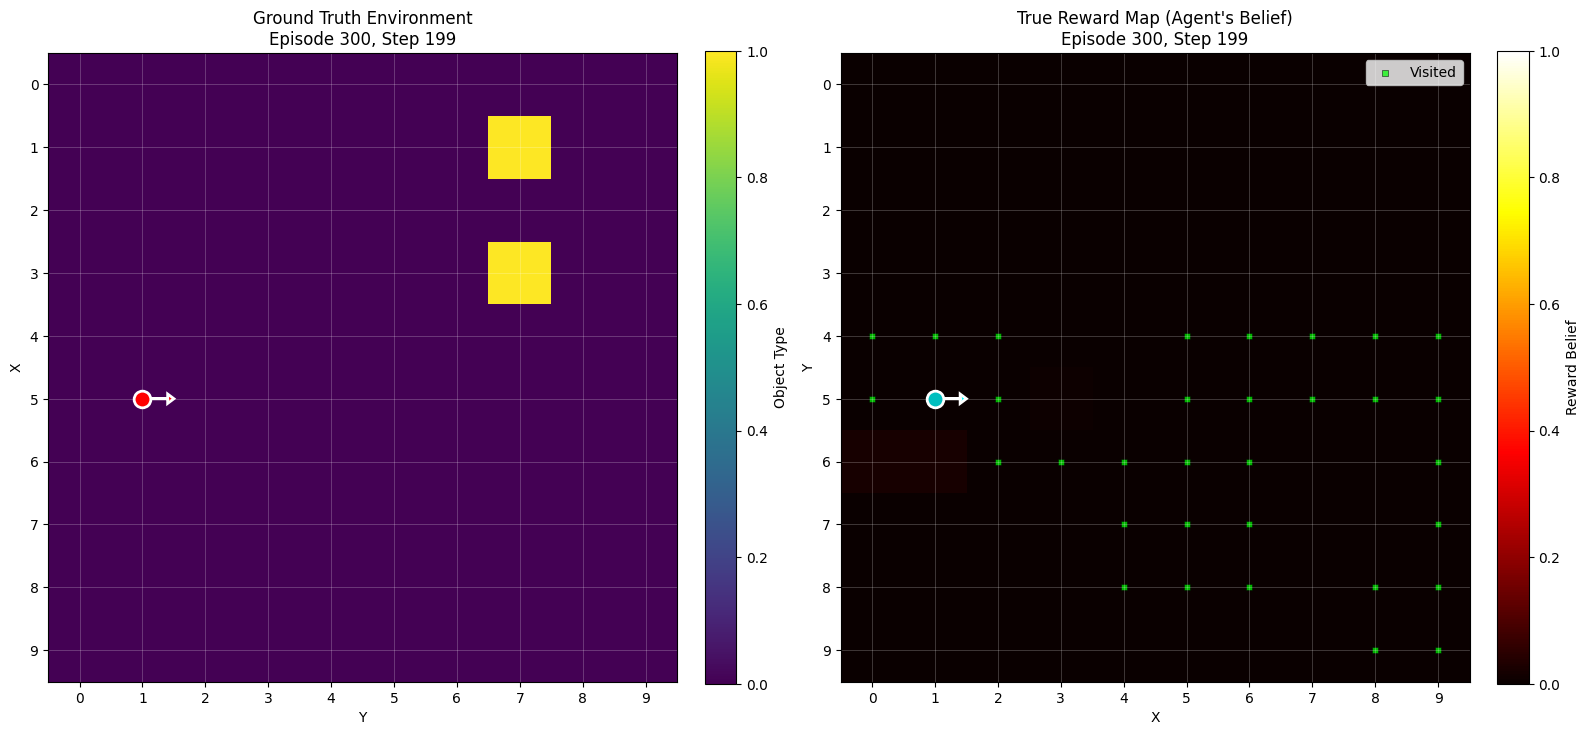 Ground Truth Environment
Episode 300, Step 199
0
1
2
3
4
5
6
7
8
9
X
0 1 2 3 4 5 6 7 8 9
Y
1.0
0.8
0.6
0.4
0.2
0.0
Object Type
True Reward Map (Agent's Belief)
Episode 300, Step 199
Visited
0
1
2
3
4
5
6
7
8
9
Y
0 1 2 3 4 5 6 7 8 9
X
1.0
0.8
0.6
0.4
0.2
0.0
Reward Belief